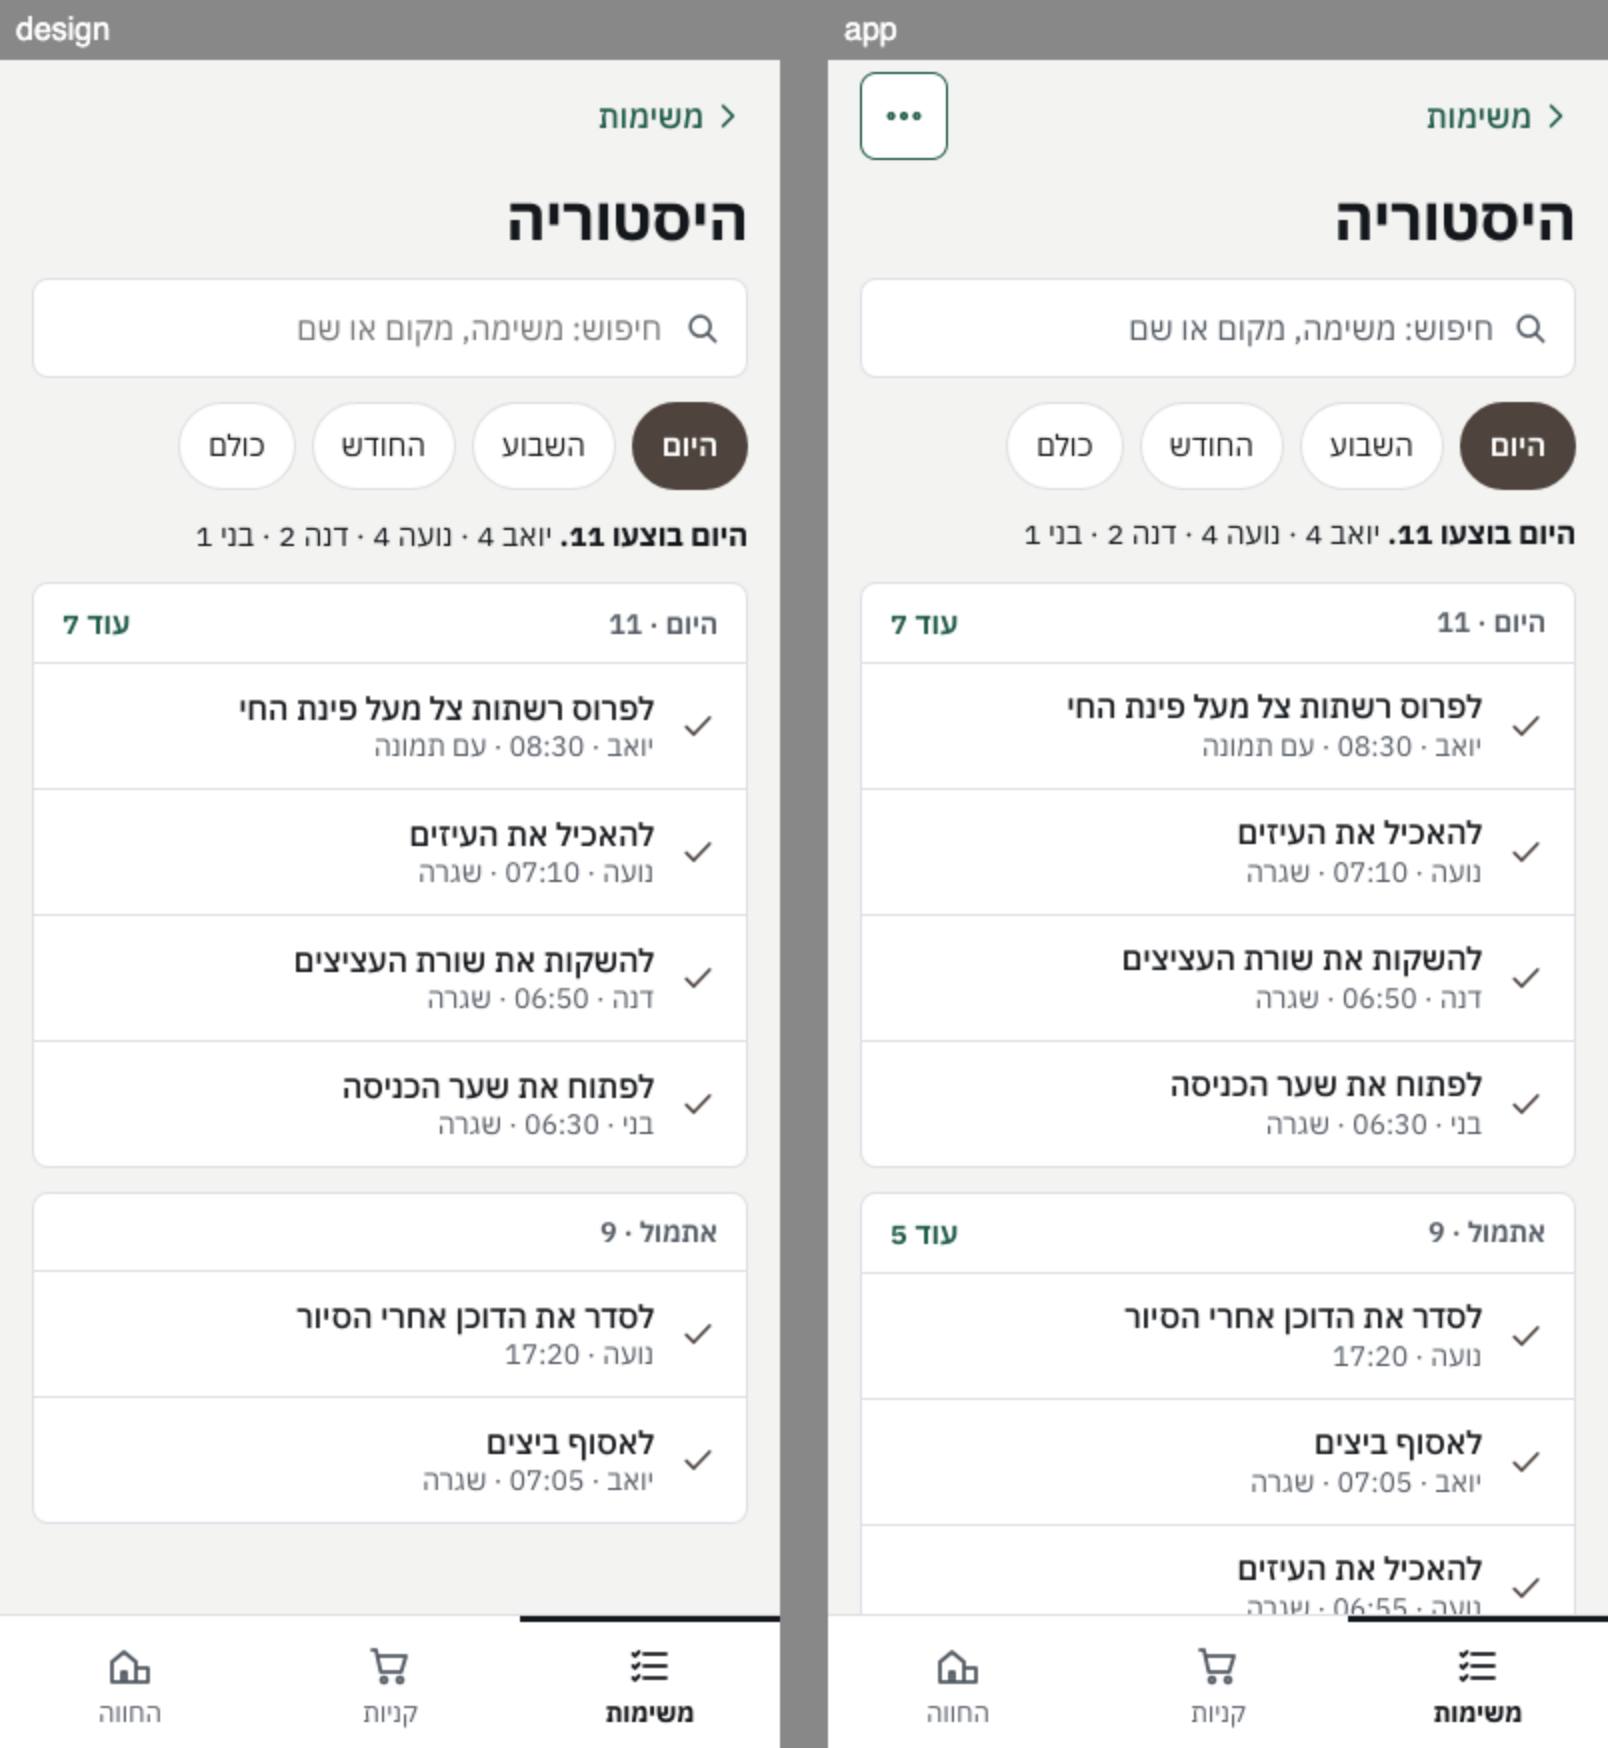 design
משימות
היסטוריה
חיפוש: משימה, מקום או שם
היום
השבוע
החודש
כולם
היום בוצעו 11. יואב 4 · נועה 4 · דנה 2 · בני 1
היום · 11
עוד 7
לפרוס רשתות צל מעל פינת החי
יואב · 08:30 · עם תמונה
להאכיל את העיזים
נועה · 07:10 · שגרה
להשקות את שורת העציצים
דנה · 06:50 · שגרה
לפתוח את שער הכניסה
בני · 06:30 · שגרה
אתמול · 9
לסדר את הדוכן אחרי הסיור
נועה · 17:20
לאסוף ביצים
יואב · 07:05 · שגרה
משימות
קניות
החווה
app
משימות
היסטוריה
חיפוש: משימה, מקום או שם
היום
השבוע
החודש
כולם
היום בוצעו 11. יואב 4 · נועה 4 · דנה 2 · בני 1
היום · 11
עוד 7
לפרוס רשתות צל מעל פינת החי
יואב · 08:30 · עם תמונה
להאכיל את העיזים
נועה · 07:10 · שגרה
להשקות את שורת העציצים
דנה · 06:50 · שגרה
לפתוח את שער הכניסה
בני · 06:30 · שגרה
אתמול · 9
עוד 5
לסדר את הדוכן אחרי הסיור
נועה · 17:20
לאסוף ביצים
יואב · 07:05 · שגרה
להאכיל את העיזים
נועה · 06:55 · שגרה
משימות
קניות
החווה